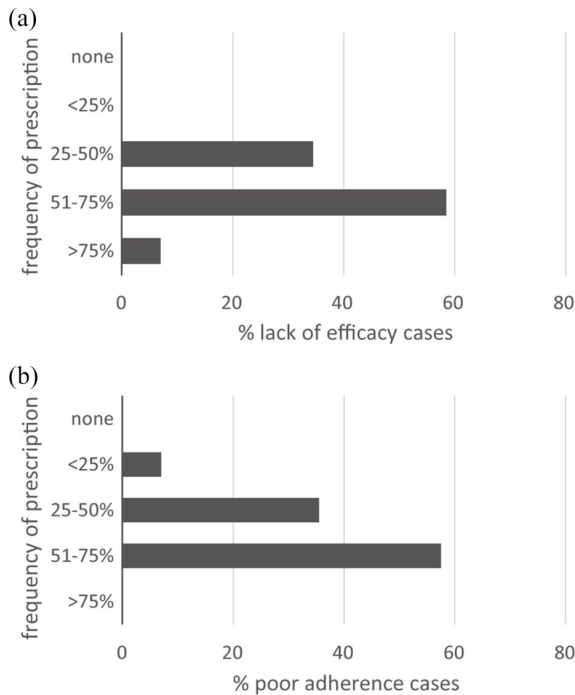 (a)
frequency of prescription
none
<25%
25-50%
51-75%
>75%
0 20 40 60 80
% lack of efficacy cases
(b)
frequency of prescription
none
<25%
25-50%
51-75%
>75%
0 20 40 60 80
% poor adherence cases